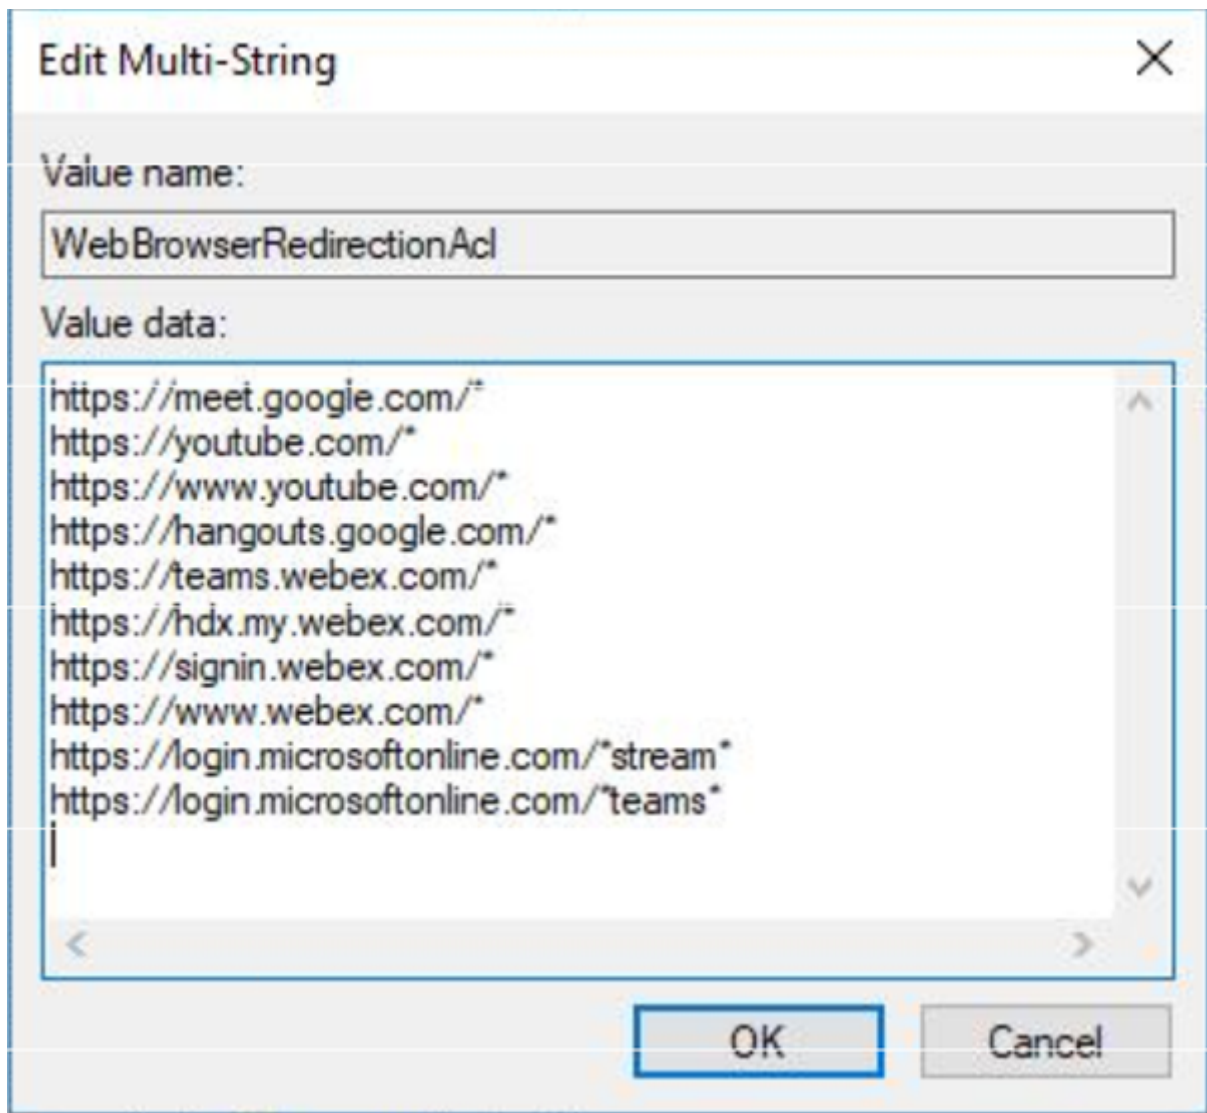 Edit Multi-String
Value name:
WebBrowserRedirectionAcl
Value data:
https://meet.google.com/*
https://youtube.com/*
https://www.youtube.com/*
https://hangouts.google.com/*
https://teams.webex.com/*
https://hdx.my.webex.com/*
https://signin.webex.com/*
https://www.webex.com/*
https://login.microsoftonline.com/*stream*
https://login.microsoftonline.com/*teams*
OK Cancel